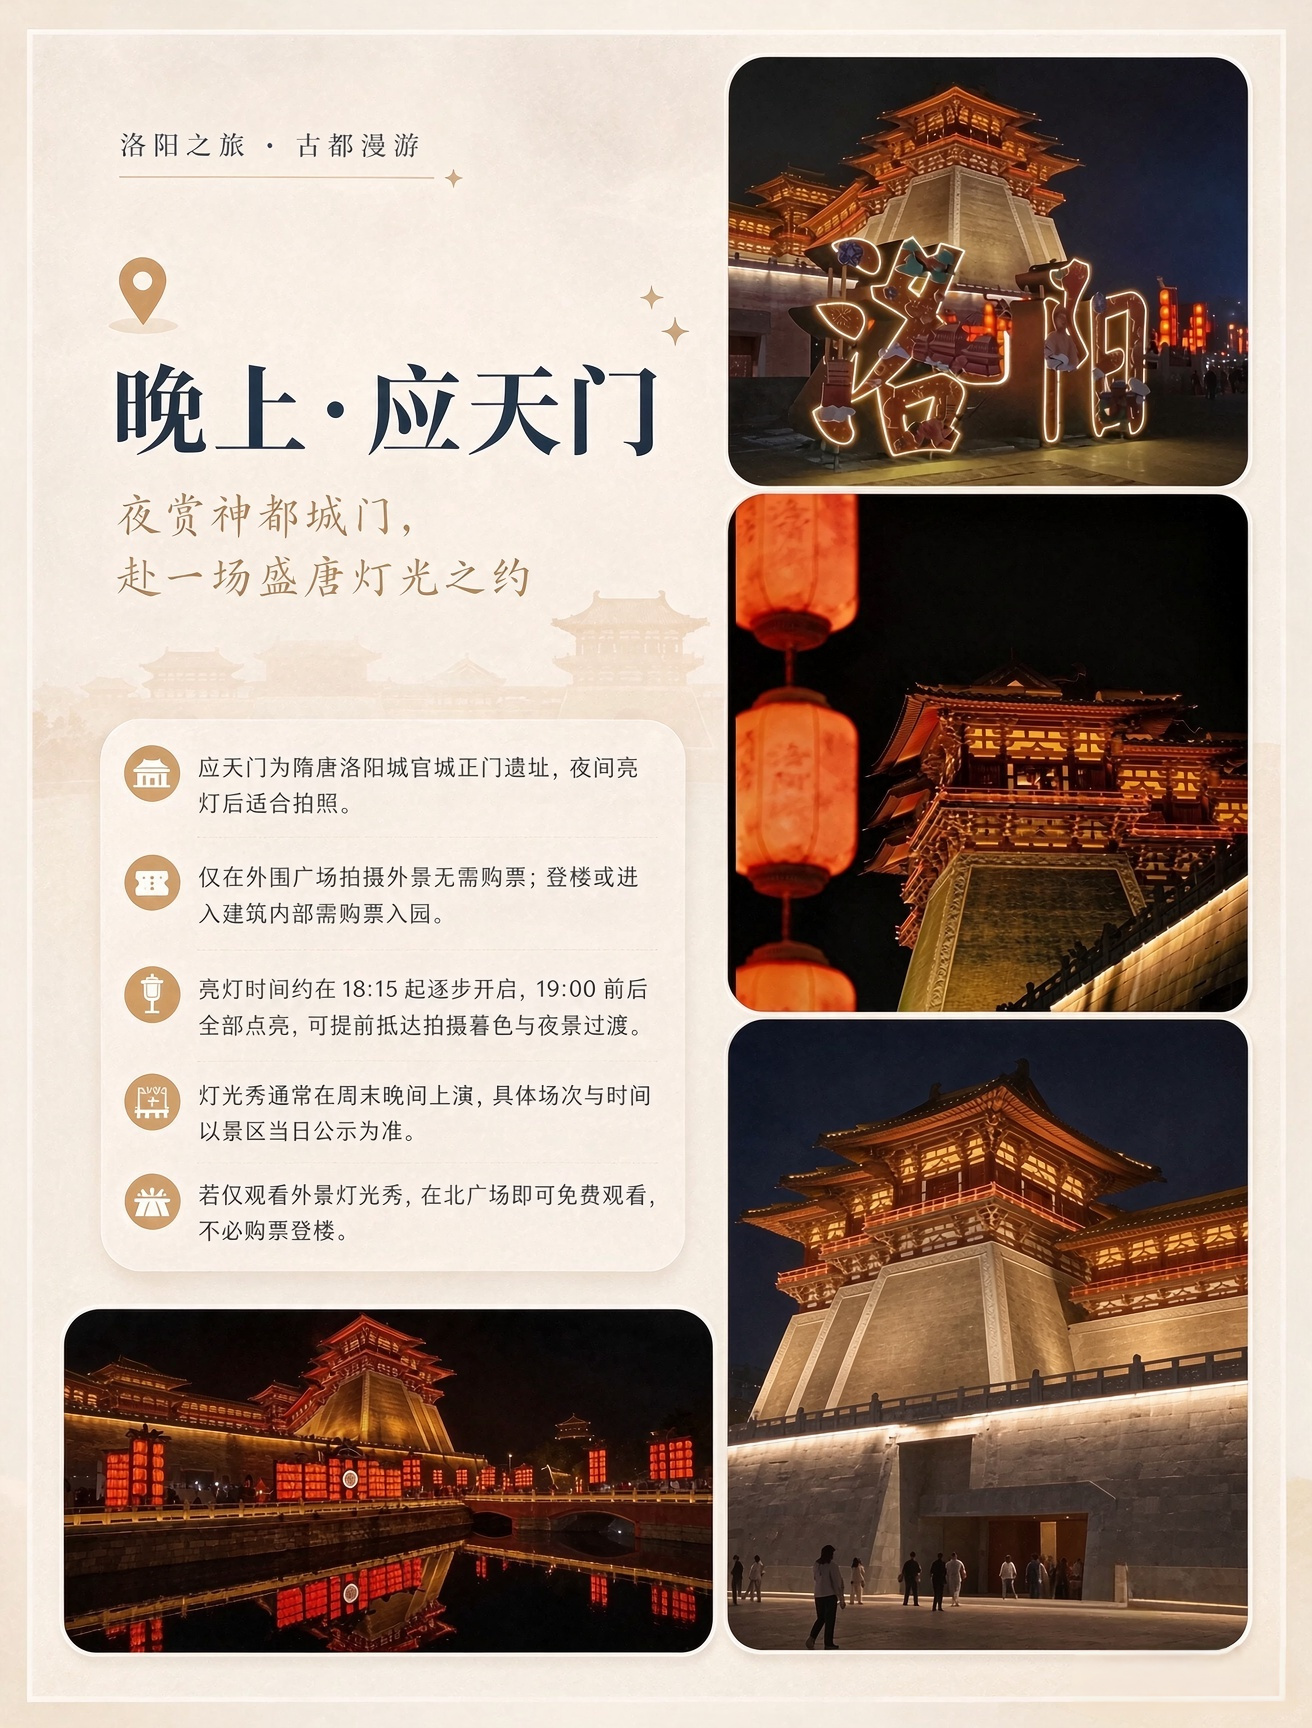 洛阳之旅 · 古都漫游
晚上·应天门
夜赏神都城门，
赴一场盛唐灯光之约
应天门为隋唐洛阳城官城正门遗址，夜间亮
灯后适合拍照。
仅在外围广场拍摄外景无需购票；登楼或进
入建筑内部需购票入园。
亮灯时间约在 18:15 起逐步开启，19:00 前后
全部点亮，可提前抵达拍摄暮色与夜景过渡。
灯光秀通常在周末晚间上演，具体场次与时间
以景区当日公示为准。
若仅观看外景灯光秀，在北广场即可免费观看，
不必购票登楼。
洛阳